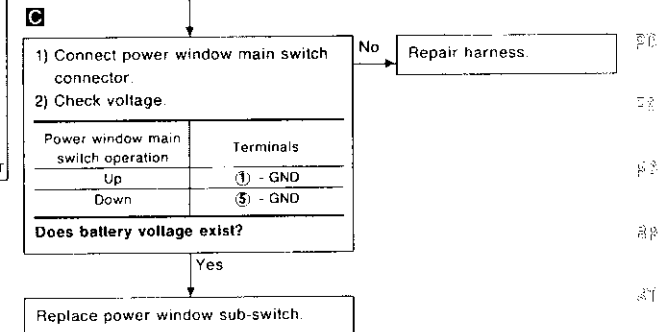 C
1) Connect power window main switch
connector.
2) Check voltage.
Power window main
switch operation
Terminals
Up
① - GND
Down
⑤ - GND
Does battery voltage exist?
No
Repair harness.
Yes
Replace power window sub-switch.
T